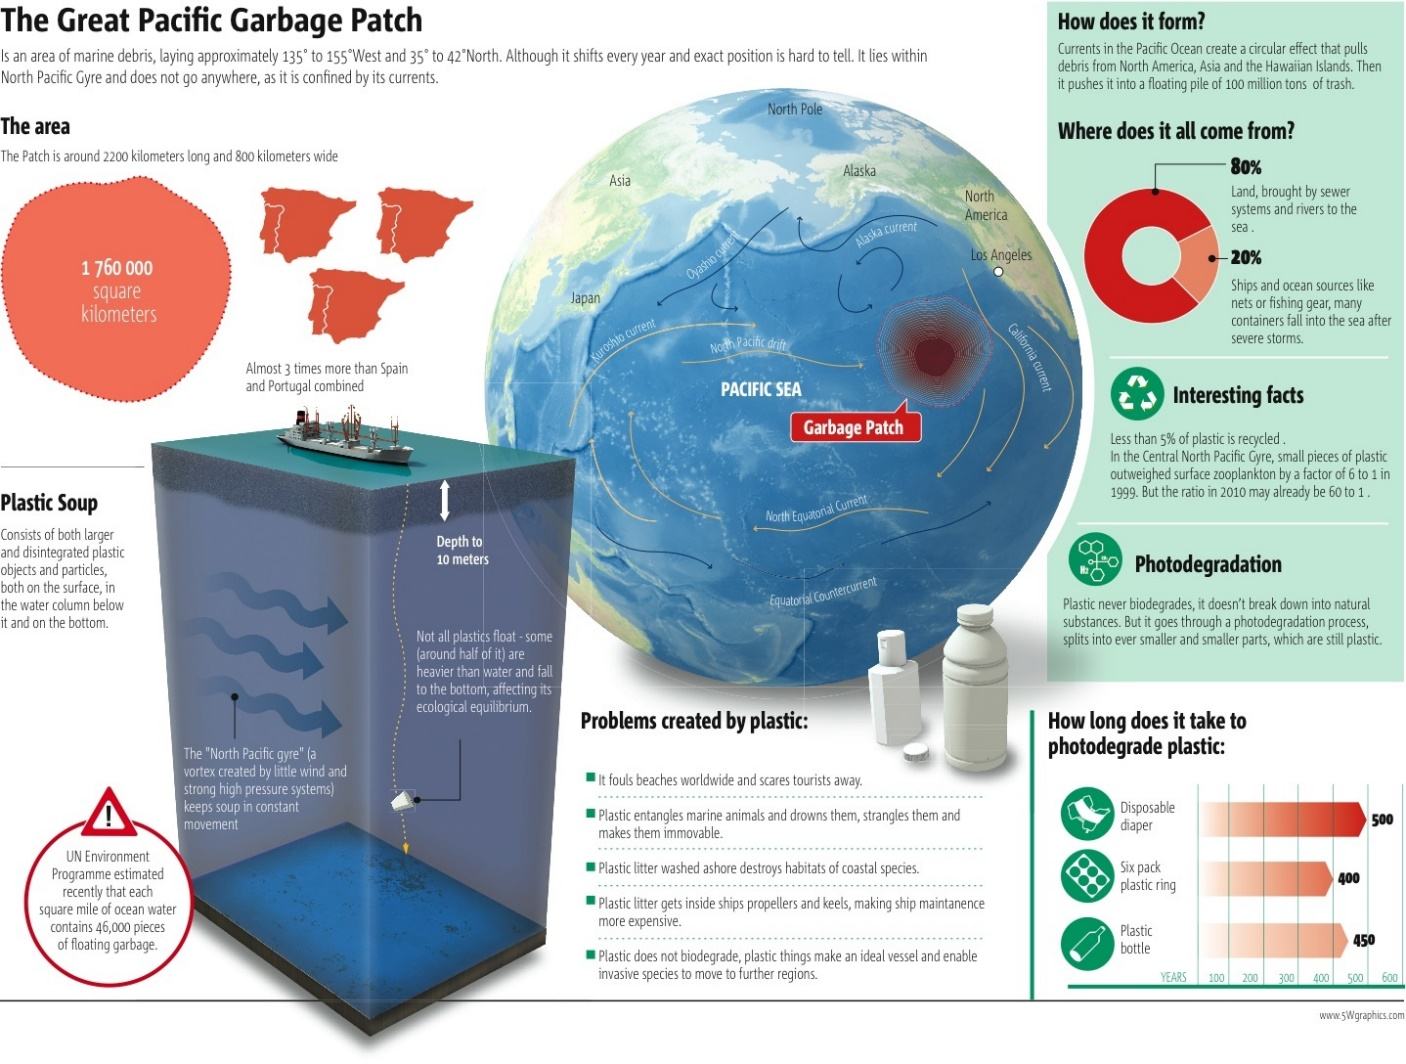 The Great Pacific Garbage Patch
Is an area of marine debris, laying approximately 135° to 155°West and 35° to 42°North. Although it shifts every year and exact position is hard to tell. It lies within
North Pacific Gyre and does not go anywhere, as it is confined by its currents.
The area
The Patch is around 2200 kilometers long and 800 kilometers wide
1 760 000
square
kilometers
Almost 3 times more than Spain
and Portugal combined
Plastic Soup
Consists of both larger
and disintegrated plastic
objects and particles,
both on the surface, in
the water column below
it and on the bottom.
Depth to
10 meters
Not all plastics float - some
(around half of it) are
heavier than water and fall
to the bottom, affecting its
ecological equilibrium.
The "North Pacific gyre" (a
vortex created by little wind and
strong high pressure systems)
keeps soup in constant
movement
!
UN Environment
Programme estimated
recently that each
square mile of ocean water
contains 46,000 pieces
of floating garbage.
North Pole
Asia
Alaska
North
America
Los Angeles
Japan
Oyashio current
Alaska current
Kuroshio current
North Pacific drift
California current
PACIFIC SEA
Garbage Patch
North Equatorial Current
Equatorial Countercurrent
Problems created by plastic:
It fouls beaches worldwide and scares tourists away.
Plastic entangles marine animals and drowns them, strangles them and
makes them immovable.
Plastic litter washed ashore destroys habitats of coastal species.
Plastic litter gets inside ships propellers and keels, making ship maintanence
more expensive.
Plastic does not biodegrade, plastic things make an ideal vessel and enable
invasive species to move to further regions.
How does it form?
Currents in the Pacific Ocean create a circular effect that pulls
debris from North America, Asia and the Hawaiian Islands. Then
it pushes it into a floating pile of 100 million tons of trash.
Where does it all come from?
80%
Land, brought by sewer
systems and rivers to the
sea .
20%
Ships and ocean sources like
nets or fishing gear, many
containers fall into the sea after
severe storms.
Interesting facts
Less than 5% of plastic is recycled .
In the Central North Pacific Gyre, small pieces of plastic
outweighed surface zooplankton by a factor of 6 to 1 in
1999. But the ratio in 2010 may already be 60 to 1 .
H₂
Photodegradation
Plastic never biodegrades, it doesn't break down into natural
substances. But it goes through a photodegradation process,
splits into ever smaller and smaller parts, which are still plastic.
How long does it take to
photodegrade plastic:
Disposable
diaper
500
Six pack
plastic ring
400
Plastic
bottle
450
YEARS 100 200 300 400 500 600
www.5Wgraphics.com